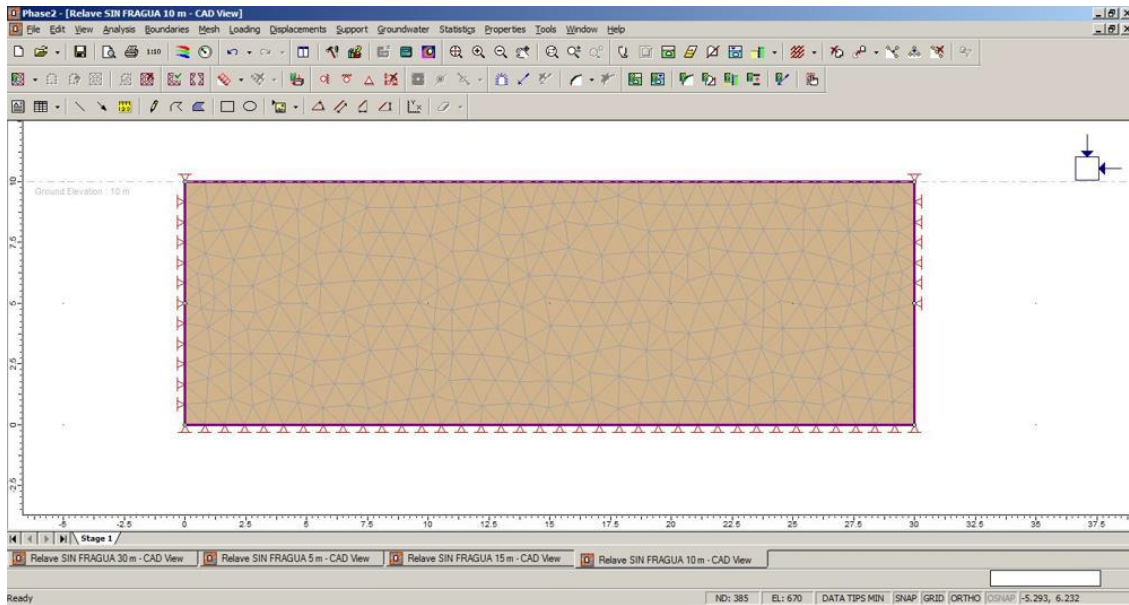 Phase2 - [Relave SIN FRAGUA 10 m - CAD View]
File Edit View Analysis Boundaries Mesh Loading Displacements Support Groundwater Statistics Properties Tools Window Help
1:10
10
Ground Elevation : 10 m
7.5
5
2.5
0
-2.5
-5 -2.5 0 2.5 5 7.5 10 12.5 15 17.5 20 22.5 25 27.5 30 32.5 35 37.5
Stage 1
Relave SIN FRAGUA 30 m - CAD View Relave SIN FRAGUA 5 m - CAD View Relave SIN FRAGUA 15 m - CAD View Relave SIN FRAGUA 10 m - CAD View
Ready ND: 385 EL: 670 DATA TIPS MIN SNAP GRID ORTHO OSNAP -5.293, 6.232